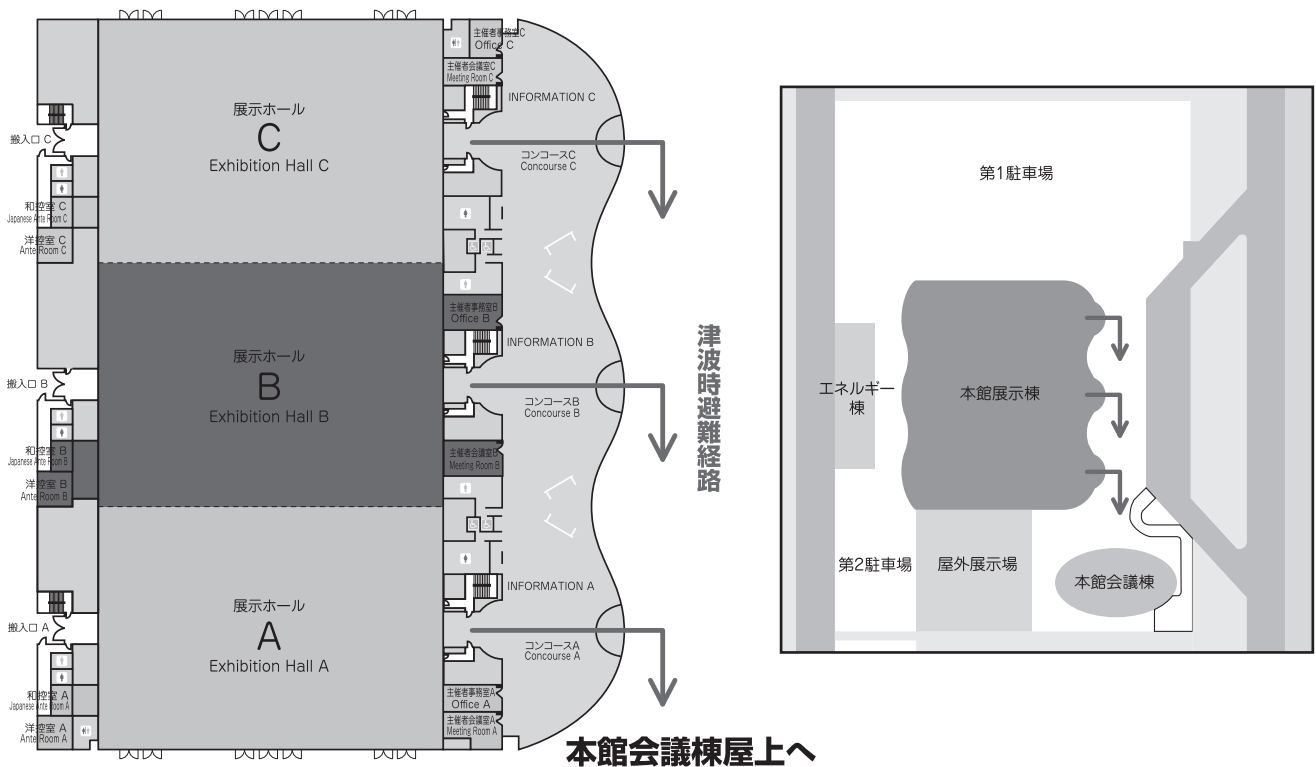 主催者事務室C
Office C
主催者会議室C
Meeting Room C
INFORMATION C
展示ホール
C
Exhibition Hall C
搬入口 C
コンコースC
Concourse C
和控室 C
Japanese Ante Room C
洋控室 C
Ante Room C
主催者事務室B
Office B
INFORMATION B
展示ホール
B
Exhibition Hall B
搬入口 B
コンコースB
Concourse B
和控室 B
Japanese Ante Room B
主催者会議室B
Meeting Room B
洋控室 B
Ante Room B
INFORMATION A
展示ホール
A
Exhibition Hall A
搬入口 A
コンコースA
Concourse A
和控室 A
Japanese Ante Room A
主催者事務室A
Office A
主催者会議室A
Meeting Room A
洋控室 A
Ante Room A
津波時避難経路
本館会議棟屋上へ
第1駐車場
エネルギー
棟
本館展示棟
第2駐車場
屋外展示場
本館会議棟